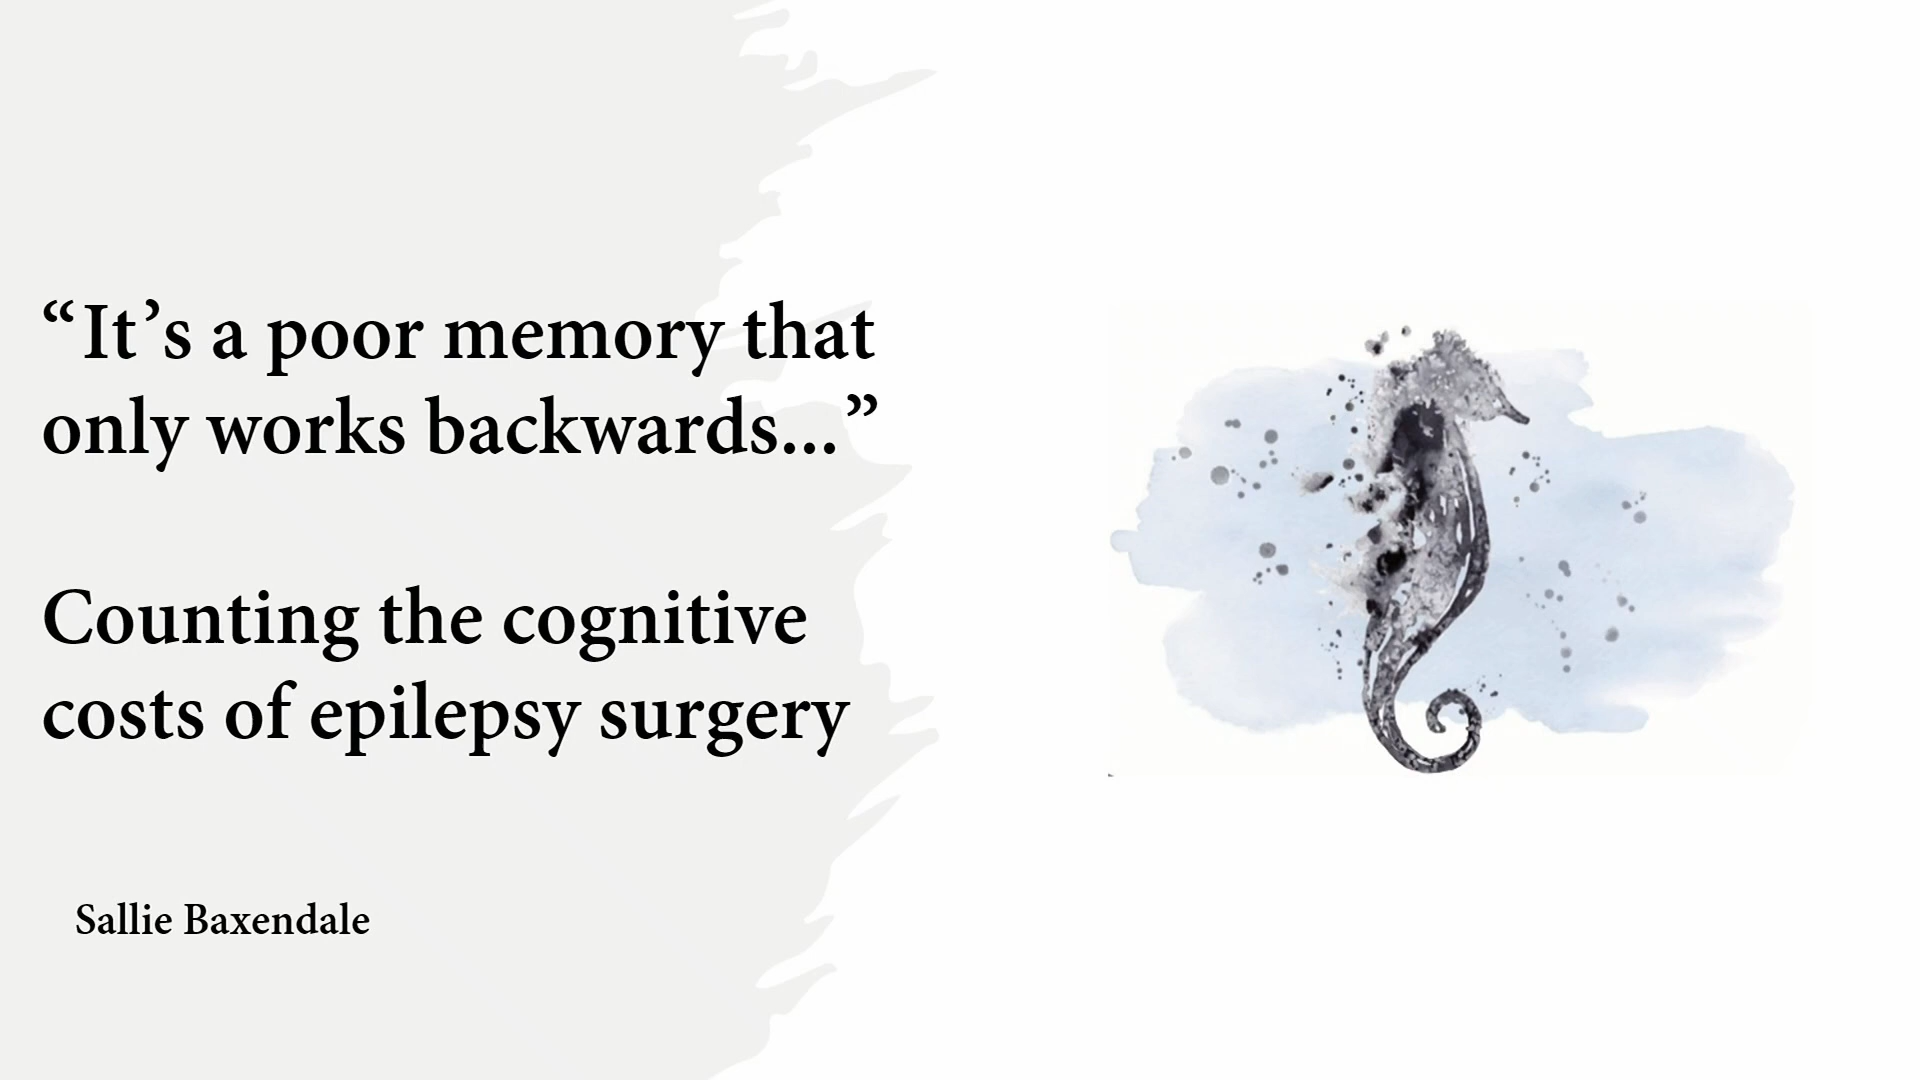 “It’s a poor memory that
only works backwards...”
Counting the cognitive
costs of epilepsy surgery
Sallie Baxendale